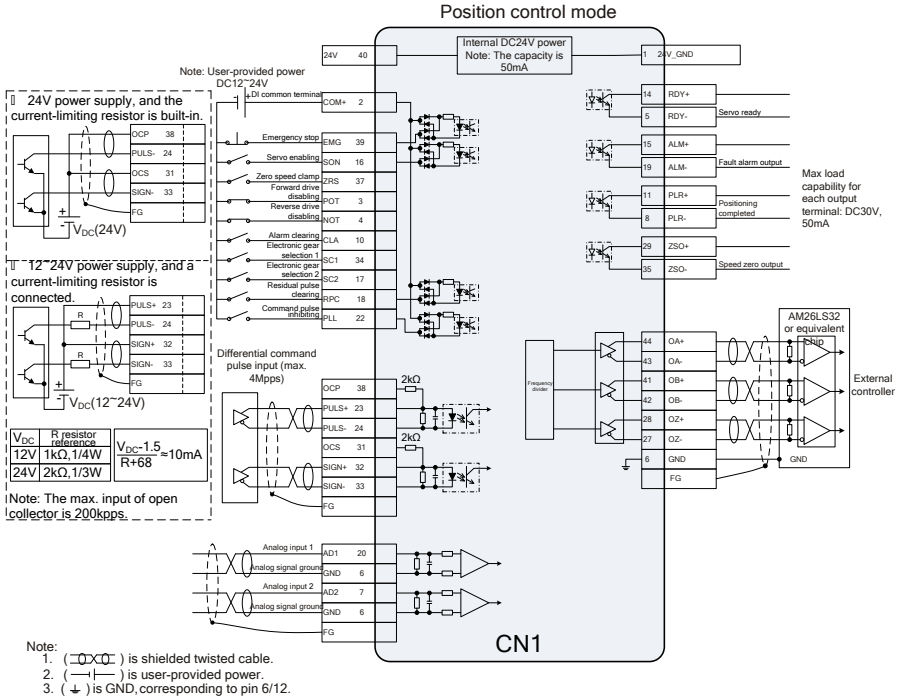 Position control mode
24V 40
Internal DC24V power
Note: The capacity is
50mA
1 24V_GND
Note: User-provided power
DC12~24V
+DI common terminal
COM+ 2
Emergency stop
EMG 39
Servo enabling
SON 16
Zero speed clamp
ZRS 37
Forward drive
disabling
POT 3
Reverse drive
disabling
NOT 4
Alarm clearing
CLA 10
Electronic gear
selection 1
SC1 34
Electronic gear
selection 2
SC2 17
Residual pulse
clearing
RPC 18
Command pulse
inhibiting
PLL 22
14 RDY+
5 RDY-
Servo ready
15 ALM+
19 ALM-
Fault alarm output
11 PLR+
8 PLR-
Positioning
completed
29 ZSO+
35 ZSO-
Speed zero output
Max load
capability for
each output
terminal: DC30V,
50mA
24V power supply, and the
current-limiting resistor is built-in.
OCP 38
PULS- 24
OCS 31
SIGN- 33
FG
+
-
VDC(24V)
12~24V power supply, and a
current-limiting resistor is
connected.
PULS+ 23
R
PULS- 24
SIGN+ 32
R
SIGN- 33
FG
+
-
VDC(12~24V)
VDC R resistor
reference
12V 1kΩ,1/4W
24V 2kΩ,1/3W
VDC-1.5
R+68
≈10mA
Note: The max. input of open
collector is 200kpps.
Differential command
pulse input (max.
4Mpps)
OCP 38
2kΩ
PULS+ 23
PULS- 24
OCS 31
2kΩ
SIGN+ 32
SIGN- 33
FG
Frequency
divider
44 OA+
43 OA-
41 OB+
42 OB-
28 OZ+
27 OZ-
6 GND
FG
AM26LS32
or equivalent
chip
GND
External
controller
Analog input 1
AD1 20
Analog signal ground
GND 6
Analog input 2
AD2 7
Analog signal ground
GND 6
FG
CN1
Note:
1. ( ) is shielded twisted cable.
2. ( ) is user-provided power.
3. ( ) is GND, corresponding to pin 6/12.